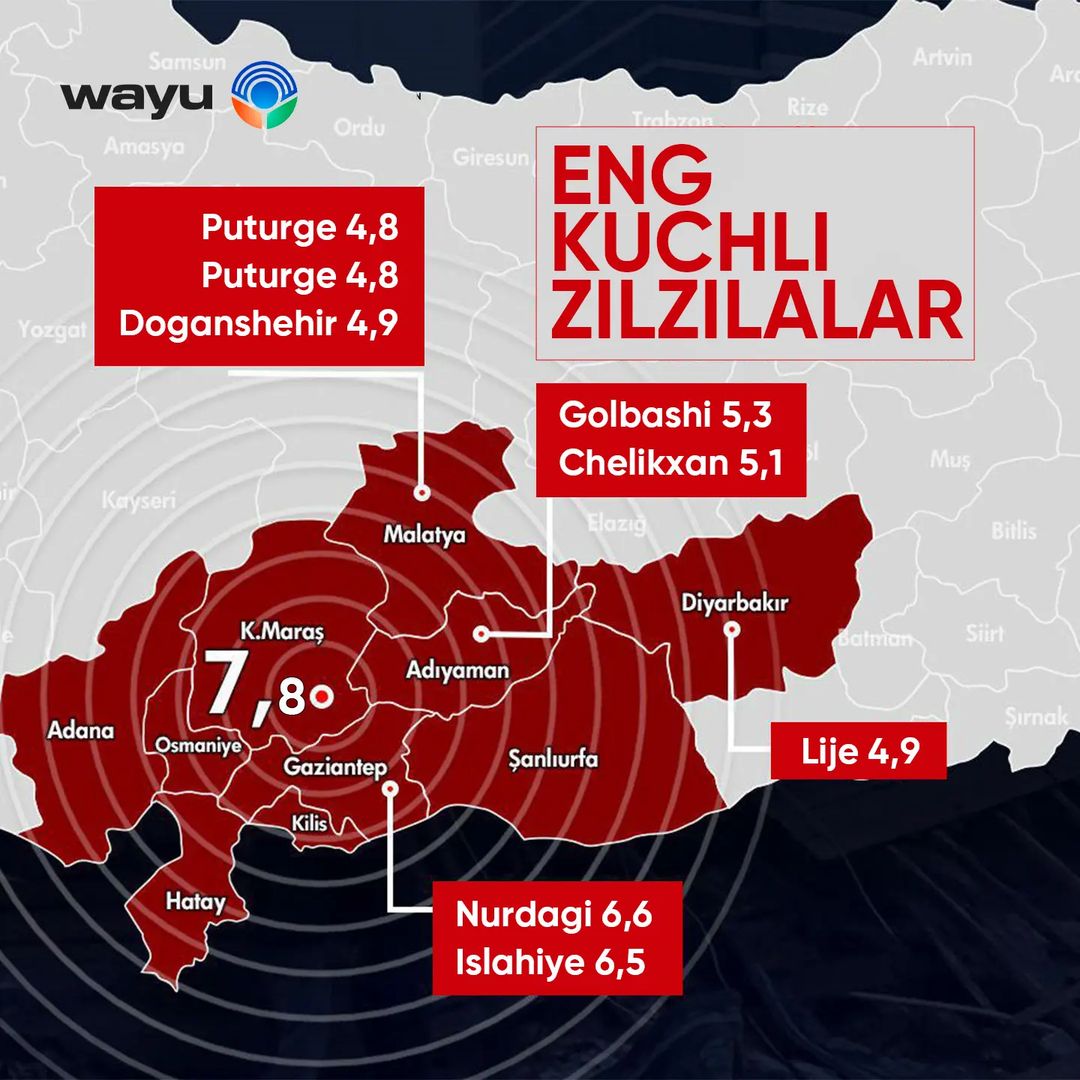 Samsun
Artvin
wayu
Rize
Trabzon
Ordu
Amasya
Giresun
ENG
KUCHLI
ZILZILALAR
Puturge 4,8
Puturge 4,8
Doganshehir 4,9
Yozgat
Golbashi 5,3
Chelikxan 5,1
Muş
Kayseri
Elazığ
Bitlis
Malatya
Diyarbakır
K.Maraş
Batman
Siirt
7,8
Adıyaman
Şırnak
Adana
Osmaniye
Gaziantep
Şanlıurfa
Lije 4,9
Kilis
Hatay
Nurdagi 6,6
Islahiye 6,5